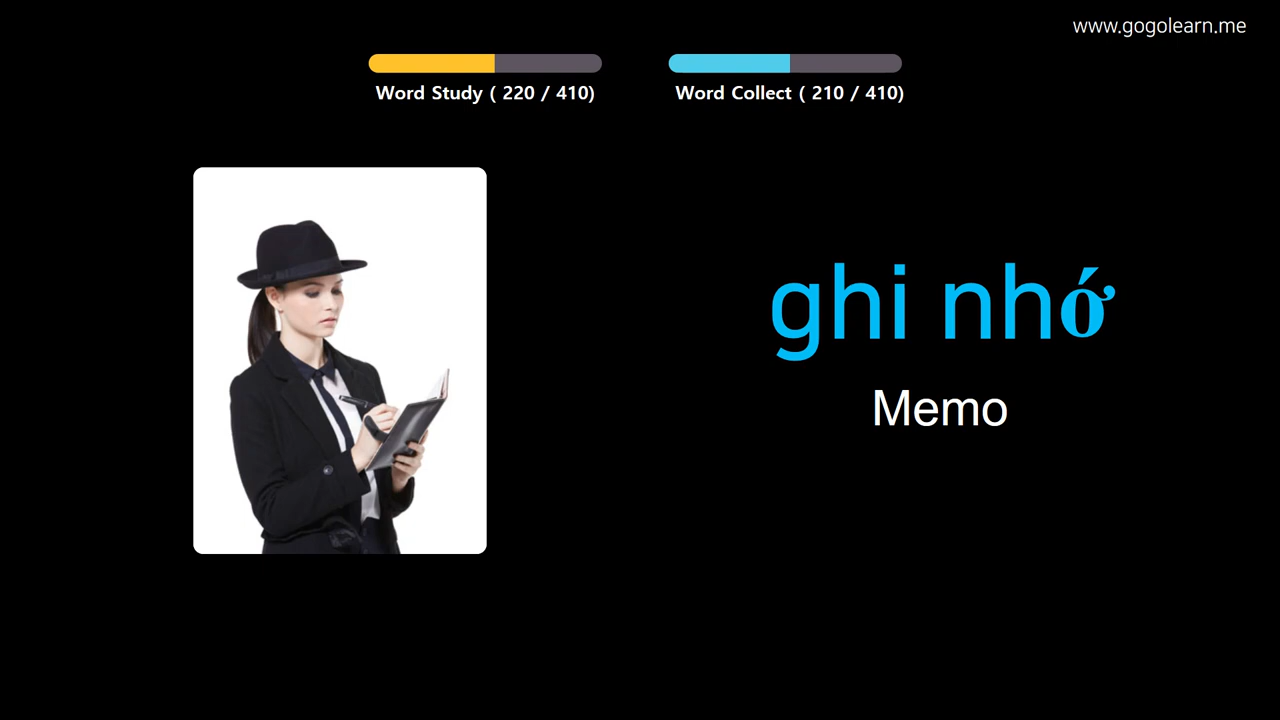 www.gogolearn.me
Word Study ( 220 / 410)
Word Collect ( 210 / 410)
ghi nhớ
Memo